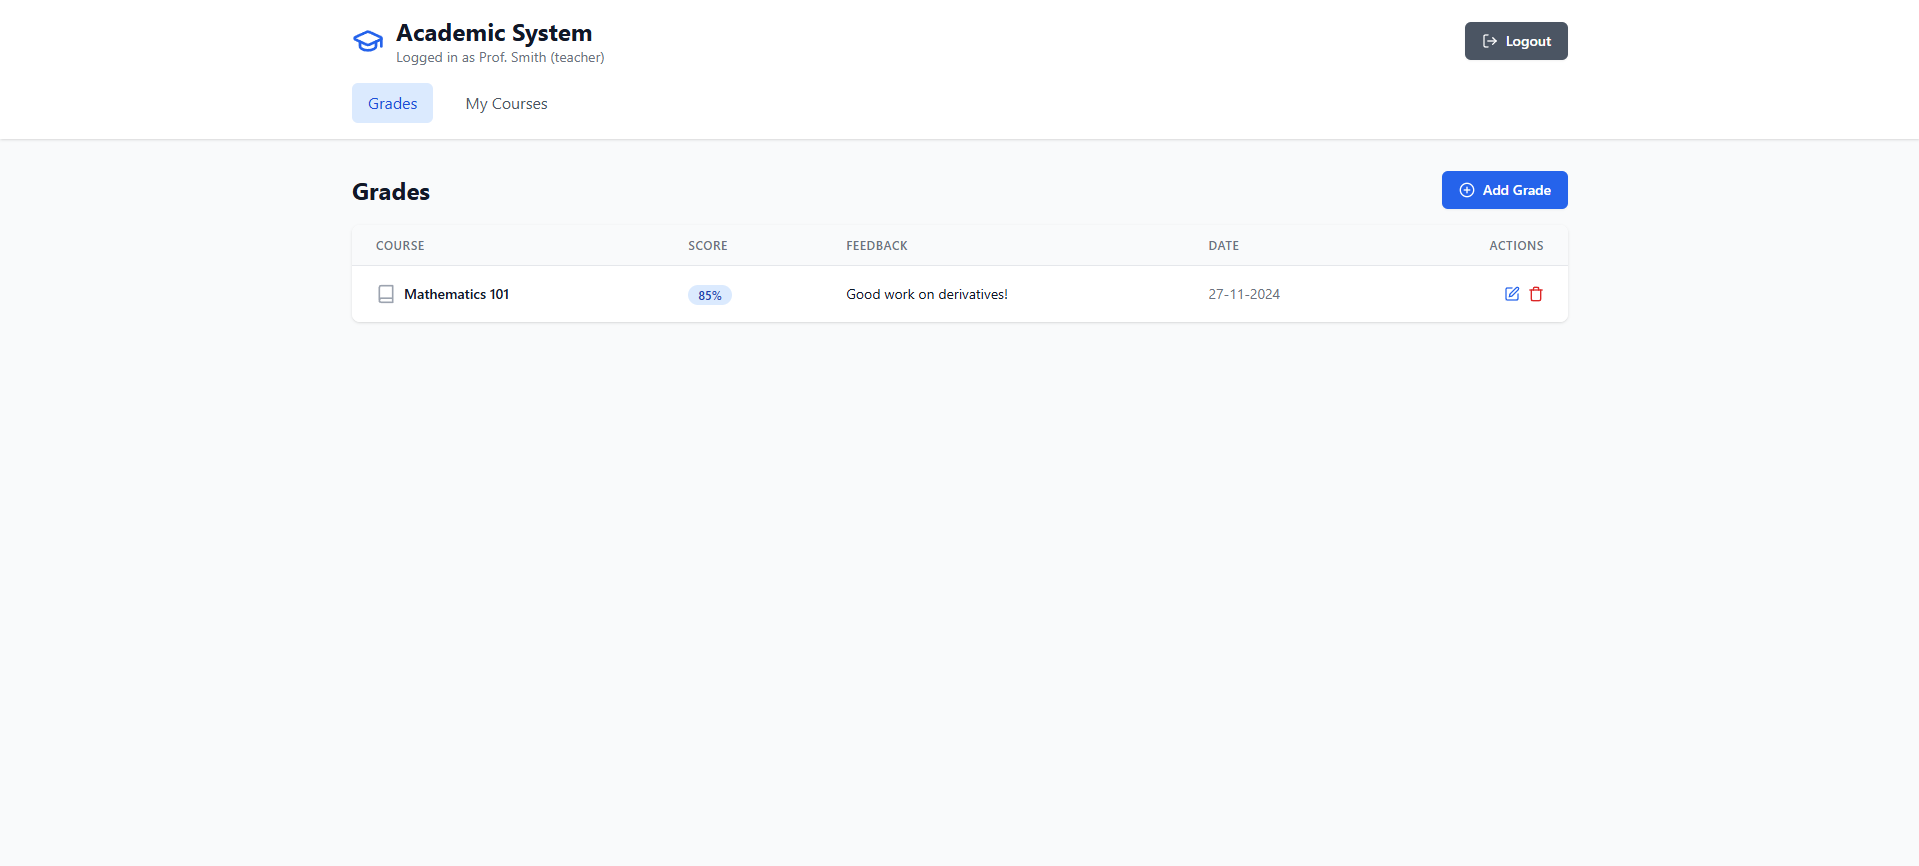 Academic System
Logged in as Prof. Smith (teacher)
Logout
Grades
My Courses
Grades
Add Grade
COURSE SCORE FEEDBACK DATE ACTIONS
Mathematics 101 85% Good work on derivatives! 27-11-2024